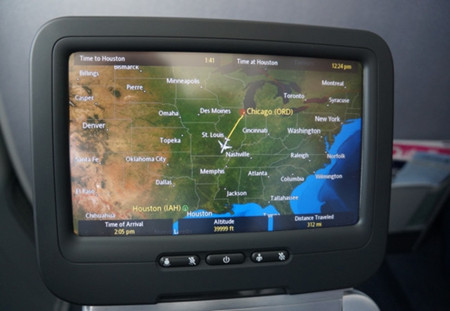 Time to Houston 1:41 Time at Houston 12:24 pm
Bismarck
Billings Pierre Minneapolis Montreal
Casper Toronto Syracuse
Omaha Des Moines Chicago (ORD)
Denver New York
Topeka St. Louis Cincinnati Washington
Santa Fe Oklahoma City Nashville Raleigh Norfolk
Memphis
Dallas Atlanta Columbia Wilmington
Jackson Tallahassee
Chihuahua Houston (IAH) Houston
Time of Arrival Altitude Distance Traveled
2:05 pm 39999 ft 312 mi